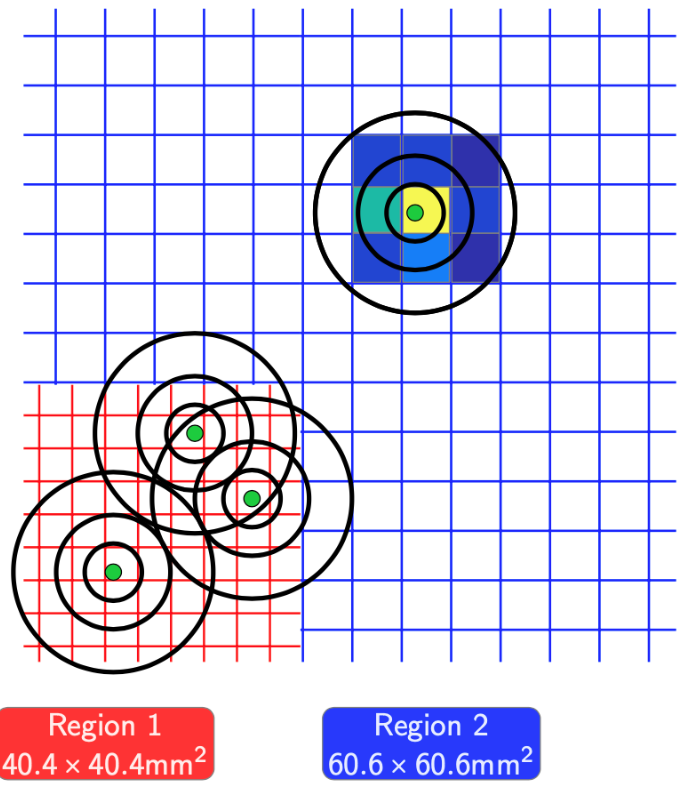 Region 1
40.4 × 40.4mm²
Region 2
60.6 × 60.6mm²